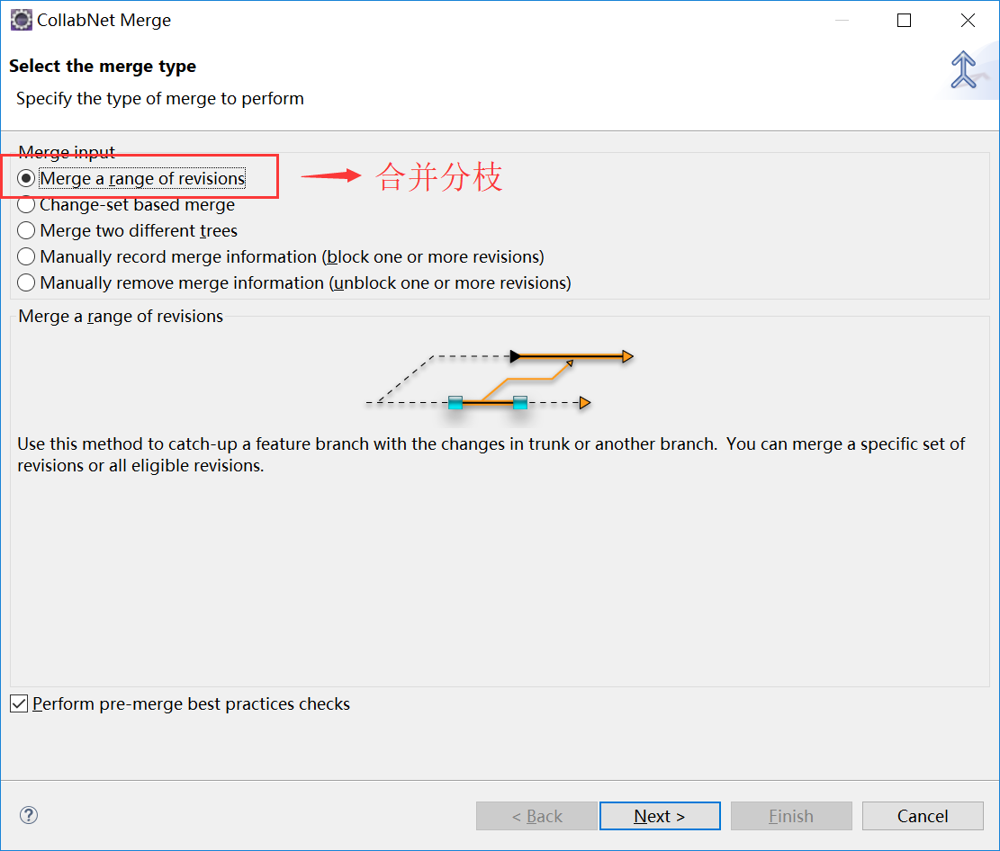 CollabNet Merge
Select the merge type
Specify the type of merge to perform
Merge input
Merge a range of revisions
合并分枝
Change-set based merge
Merge two different trees
Manually record merge information (block one or more revisions)
Manually remove merge information (unblock one or more revisions)
Merge a range of revisions
Use this method to catch-up a feature branch with the changes in trunk or another branch.  You can merge a specific set of
revisions or all eligible revisions.
Perform pre-merge best practices checks
?
< Back
Next >
Finish
Cancel